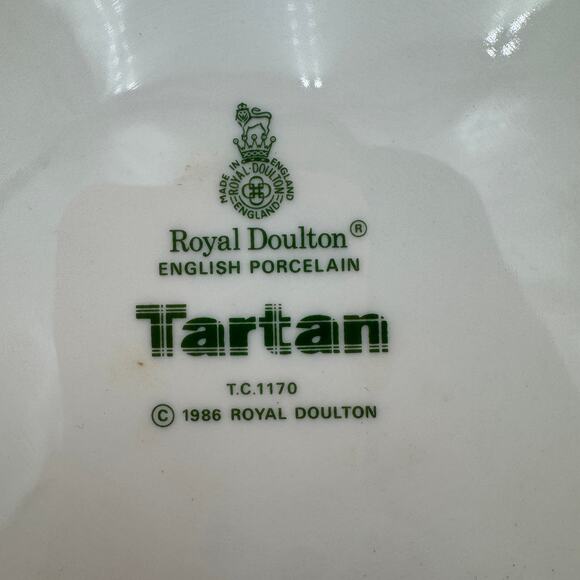 MADE IN ENGLAND
ROYAL·DOULTON
ENGLAND
Royal Doulton®
ENGLISH PORCELAIN
Tartan
T.C.1170
© 1986 ROYAL DOULTON